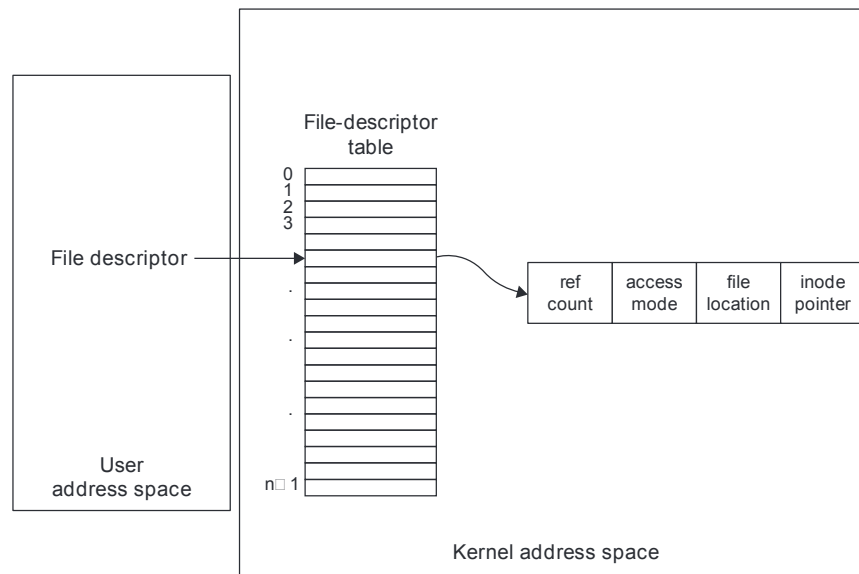 File-descriptor
table
0
1
2
3
File descriptor
ref
count
access
mode
file
location
inode
pointer
.
.
.
n□ 1
User
address space
Kernel address space